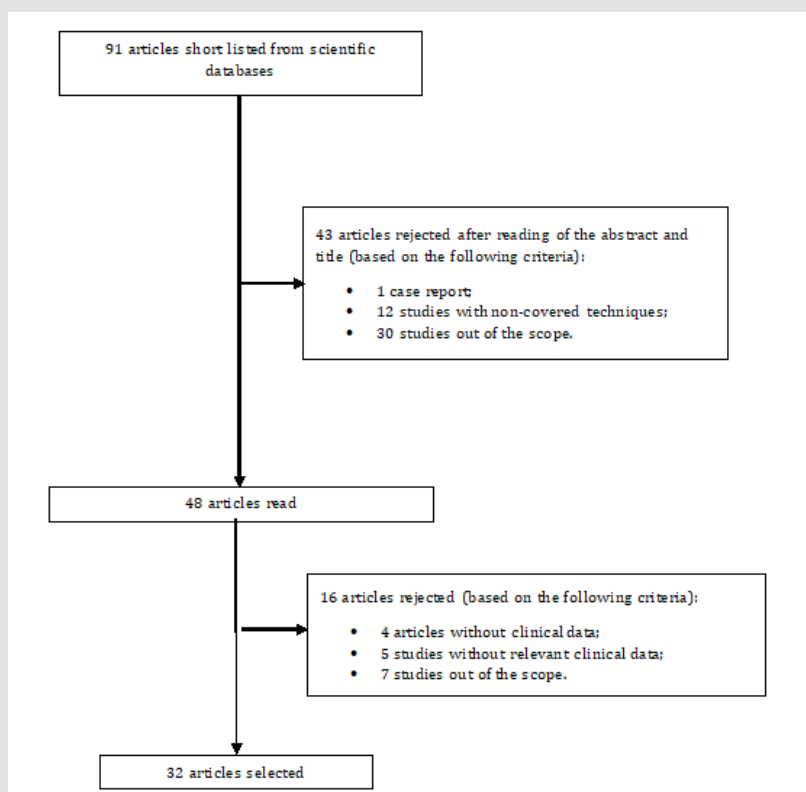 91 articles short listed from scientific
databases
43 articles rejected after reading of the abstract and
title (based on the following criteria):
• 1 case report;
• 12 studies with non-covered techniques;
• 30 studies out of the scope.
48 articles read
16 articles rejected (based on the following criteria):
• 4 articles without clinical data;
• 5 studies without relevant clinical data;
• 7 studies out of the scope.
32 articles selected